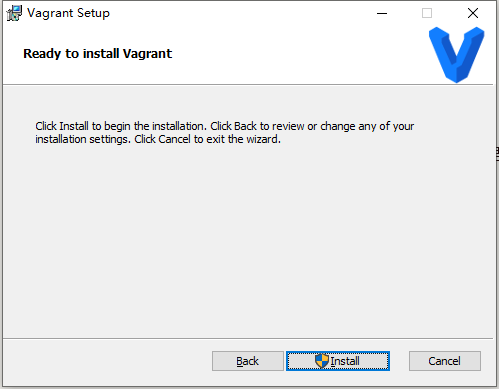 Vagrant Setup
Ready to install Vagrant
Click Install to begin the installation. Click Back to review or change any of your
installation settings. Click Cancel to exit the wizard.
Back
Install
Cancel